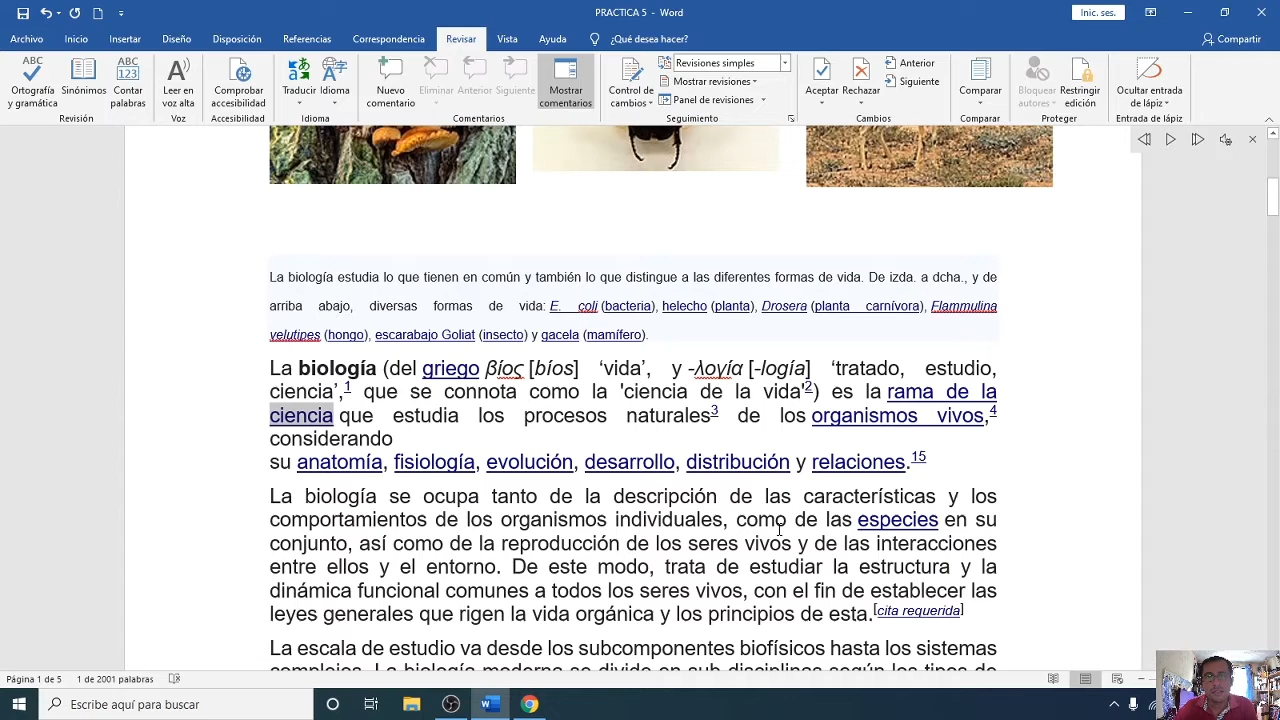 PRACTICA 5 - Word
Inic. ses.
Archivo Inicio Insertar Diseño Disposición Referencias Correspondencia Revisar Vista Ayuda ¿Qué desea hacer? Compartir
Ortografía y gramática
Sinónimos
Contar palabras
Revisión
Leer en voz alta
Voz
Comprobar accesibilidad
Accesibilidad
Traducir
Idioma
Idioma
Nuevo comentario
Eliminar
Anterior
Siguiente
Mostrar comentarios
Comentarios
Control de cambios
Revisiones simples
Mostrar revisiones
Panel de revisiones
Seguimiento
Aceptar
Rechazar
Anterior
Siguiente
Cambios
Comparar
Comparar
Bloquear autores
Restringir edición
Proteger
Ocultar entrada de lápiz
Entrada de lápiz
La biología estudia lo que tienen en común y también lo que distingue a las diferentes formas de vida. De izda. a dcha., y de
arriba abajo, diversas formas de vida: E. coli (bacteria), helecho (planta), Drosera (planta carnívora), Flammulina
velutipes (hongo), escarabajo Goliat (insecto) y gacela (mamífero).
La biología (del griego βίος [bíos] ‘vida’, y -λογία [-logía] ‘tratado, estudio,
ciencia’,1 que se connota como la 'ciencia de la vida'2) es la rama de la
ciencia que estudia los procesos naturales3 de los organismos vivos,4
considerando
su anatomía, fisiología, evolución, desarrollo, distribución y relaciones.15
La biología se ocupa tanto de la descripción de las características y los
comportamientos de los organismos individuales, como de las especies en su
conjunto, así como de la reproducción de los seres vivos y de las interacciones
entre ellos y el entorno. De este modo, trata de estudiar la estructura y la
dinámica funcional comunes a todos los seres vivos, con el fin de establecer las
leyes generales que rigen la vida orgánica y los principios de esta.[cita requerida]
La escala de estudio va desde los subcomponentes biofísicos hasta los sistemas
complejos. La biología moderna se divide en sub-disciplinas según los tipos de
Página 1 de 5 1 de 2001 palabras
Escribe aquí para buscar